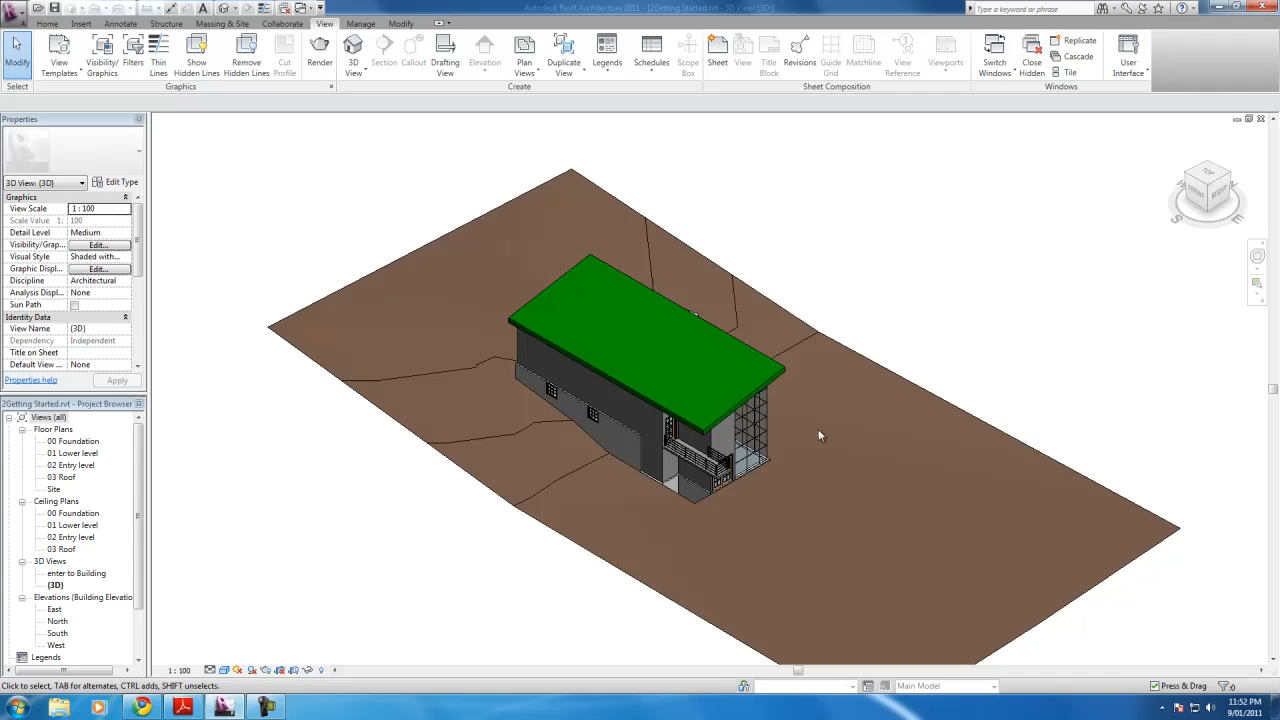 Autodesk Revit Architecture 2011 - [2Getting Started.rvt - 3D View: {3D}]
Type a keyword or phrase
Home Insert Annotate Structure Massing & Site Collaborate View Manage Modify
Modify
View Templates
Visibility/ Graphics
Filters
Thin Lines
Show Hidden Lines
Remove Hidden Lines
Cut Profile
Render
3D View
Section
Callout
Drafting View
Elevation
Plan Views
Duplicate View
Legends
Schedules
Scope Box
Sheet
View
Title Block
Revisions
Guide Grid
Matchline
View Reference
Viewports
Switch Windows
Close Hidden
Replicate
Cascade
Tile
User Interface
Select Graphics Create Sheet Composition Windows
Properties
3D View: {3D} Edit Type
Graphics
View Scale 1 : 100
Scale Value 1: 100
Detail Level Medium
Visibility/Grap... Edit...
Visual Style Shaded with...
Graphic Displ... Edit...
Discipline Architectural
Analysis Displ... None
Sun Path
Identity Data
View Name {3D}
Dependency Independent
Title on Sheet
Default View ... None
Properties help Apply
2Getting Started.rvt - Project Browser
Views (all)
Floor Plans
00 Foundation
01 Lower level
02 Entry level
03 Roof
Site
Ceiling Plans
00 Foundation
01 Lower level
02 Entry level
03 Roof
3D Views
enter to Building
{3D}
Elevations (Building Elevatio
East
North
South
West
Legends
TOP
FRONT RIGHT
S E
1 : 100
Click to select, TAB for alternates, CTRL adds, SHIFT unselects.
Main Model
Press & Drag
:0
11:52 PM
9/01/2011